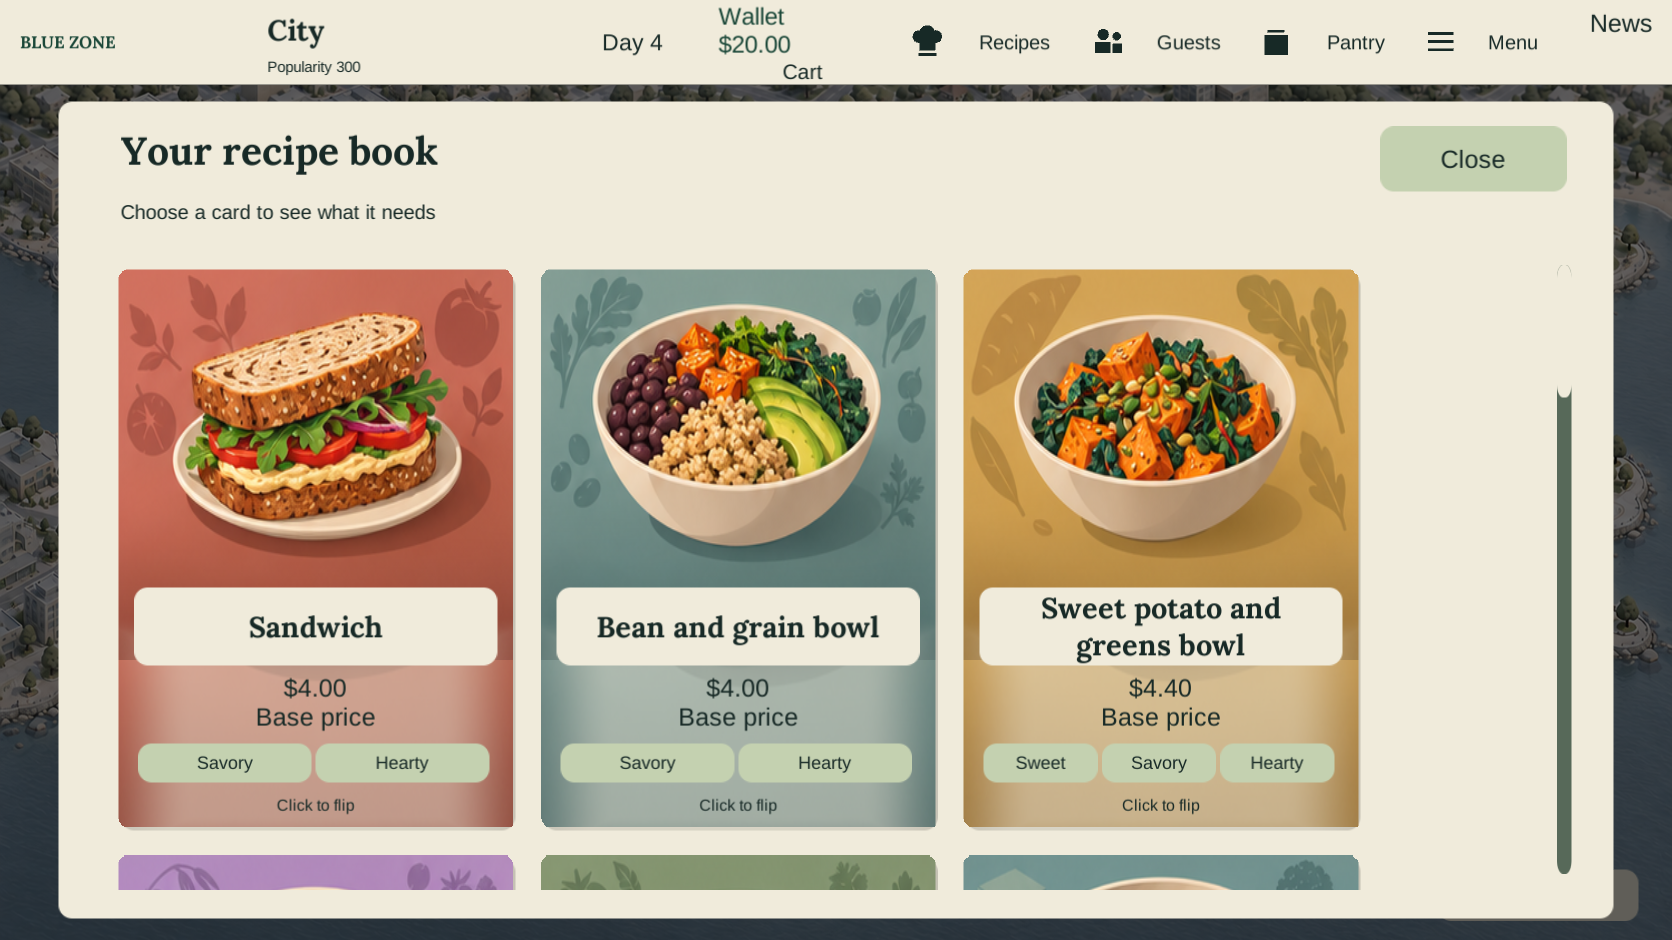 BLUE ZONE
City
Popularity 300
Day 4
Wallet
$20.00
Cart
Recipes
Guests
Pantry
Menu
News
Your recipe book
Close
Choose a card to see what it needs
Sandwich
$4.00
Base price
Savory
Hearty
Click to flip
Bean and grain bowl
$4.00
Base price
Savory
Hearty
Click to flip
Sweet potato and
greens bowl
$4.40
Base price
Sweet
Savory
Hearty
Click to flip